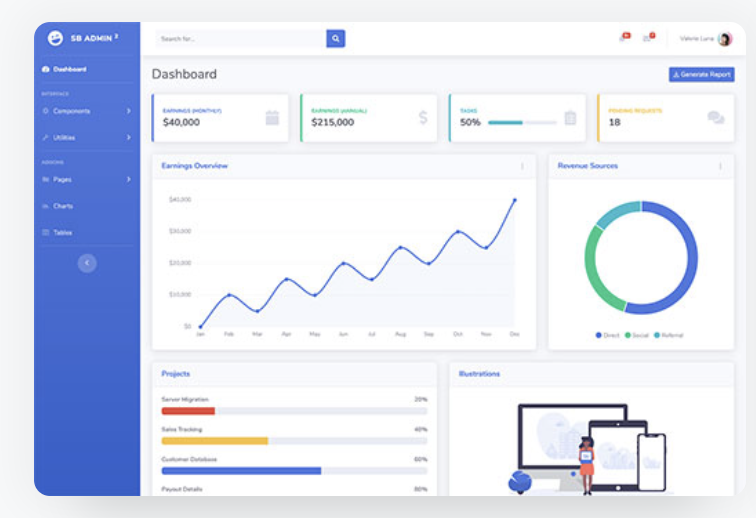 SB ADMIN 2
Search for...
Valerie Luna
Dashboard
INTERFACE
Components
Utilities
ADDONS
Pages
Charts
Tables
Dashboard
Generate Report
EARNINGS (MONTHLY)
$40,000
EARNINGS (ANNUAL)
$215,000
TASKS
50%
PENDING REQUESTS
18
Earnings Overview
$40,000
$30,000
$20,000
$10,000
$0
Jan Feb Mar Apr May Jun Jul Aug Sep Oct Nov Dec
Revenue Sources
Direct Social Referral
Projects
Server Migration 20%
Sales Tracking 40%
Customer Database 60%
Payout Details 80%
Illustrations